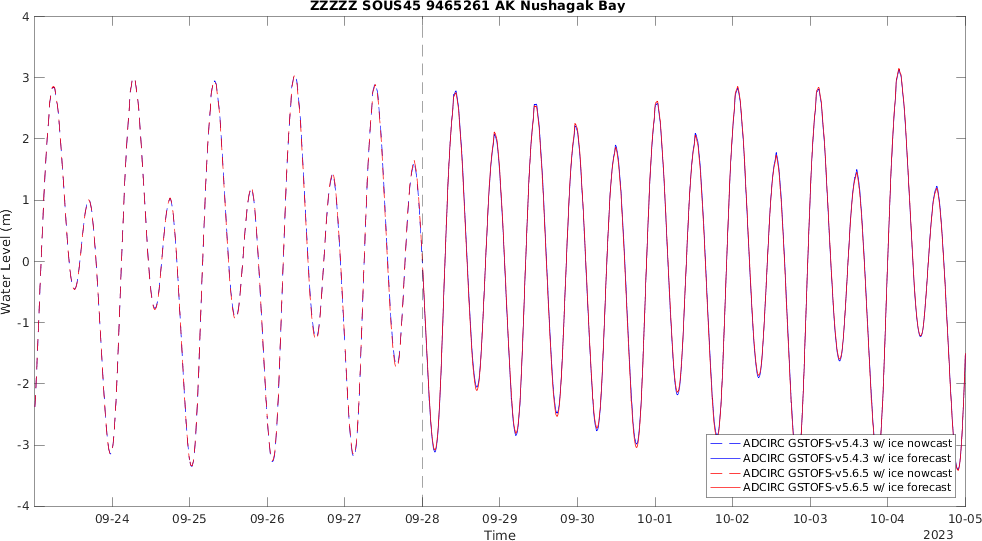 ZZZZZ SOUS45 9465261 AK Nushagak Bay
4
3
2
1
0
-1
-2
-3
-4
Water Level (m)
ADCIRC GSTOFS-v5.4.3 w/ ice nowcast
ADCIRC GSTOFS-v5.4.3 w/ ice forecast
ADCIRC GSTOFS-v5.6.5 w/ ice nowcast
ADCIRC GSTOFS-v5.6.5 w/ ice forecast
09-24 09-25 09-26 09-27 09-28 09-29 09-30 10-01 10-02 10-03 10-04 10-05
2023
Time